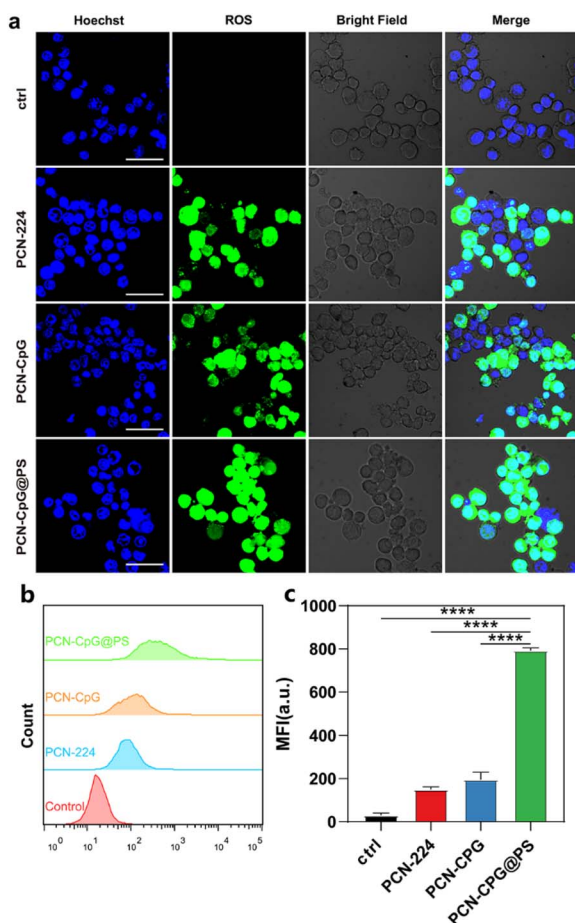 a
Hoechst ROS Bright Field Merge
ctrl
PCN-224
PCN-CpG
PCN-CpG@PS
b
PCN-CpG@PS
PCN-CpG
PCN-224
Control
Count
10⁰ 10¹ 10² 10³ 10⁴ 10⁵
c
1000
800
600
400
200
0
MFI(a.u.)
****
****
****
ctrl
PCN-224
PCN-CPG
PCN-CPG@PS